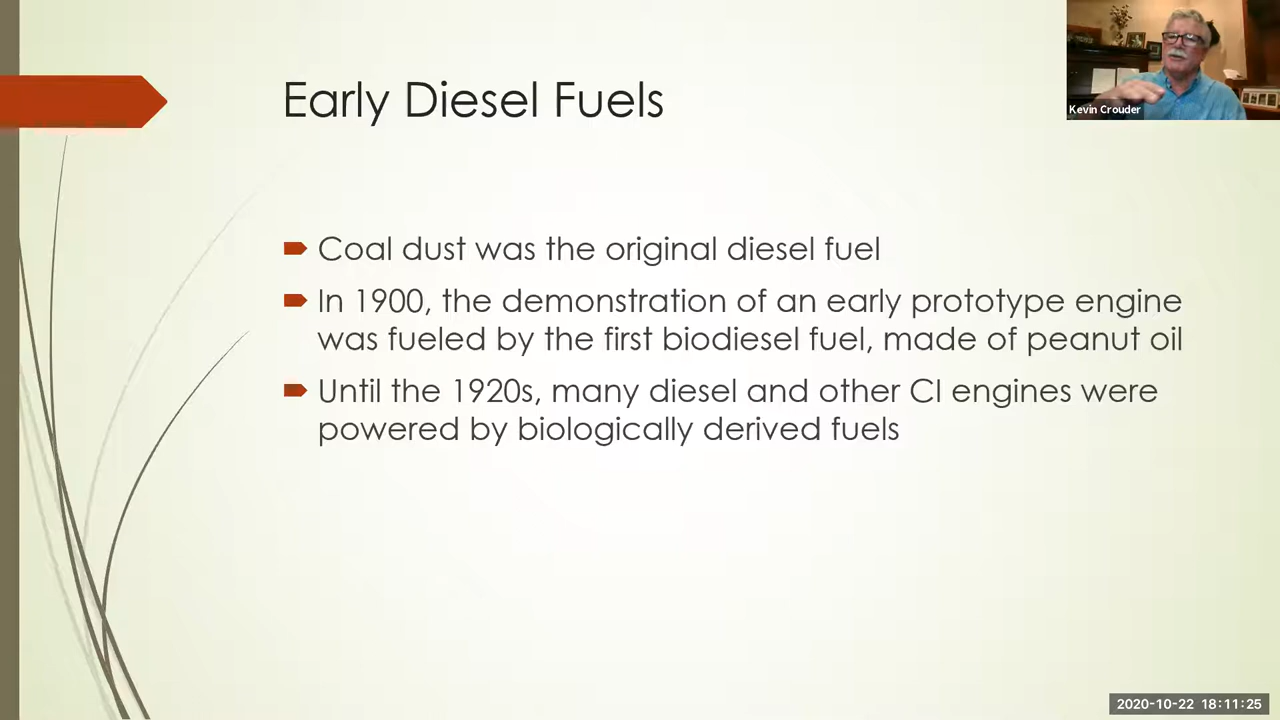 Early Diesel Fuels
Kevin Crouder
Coal dust was the original diesel fuel
In 1900, the demonstration of an early prototype engine
was fueled by the first biodiesel fuel, made of peanut oil
Until the 1920s, many diesel and other CI engines were
powered by biologically derived fuels
2020-10-22 18:11:25